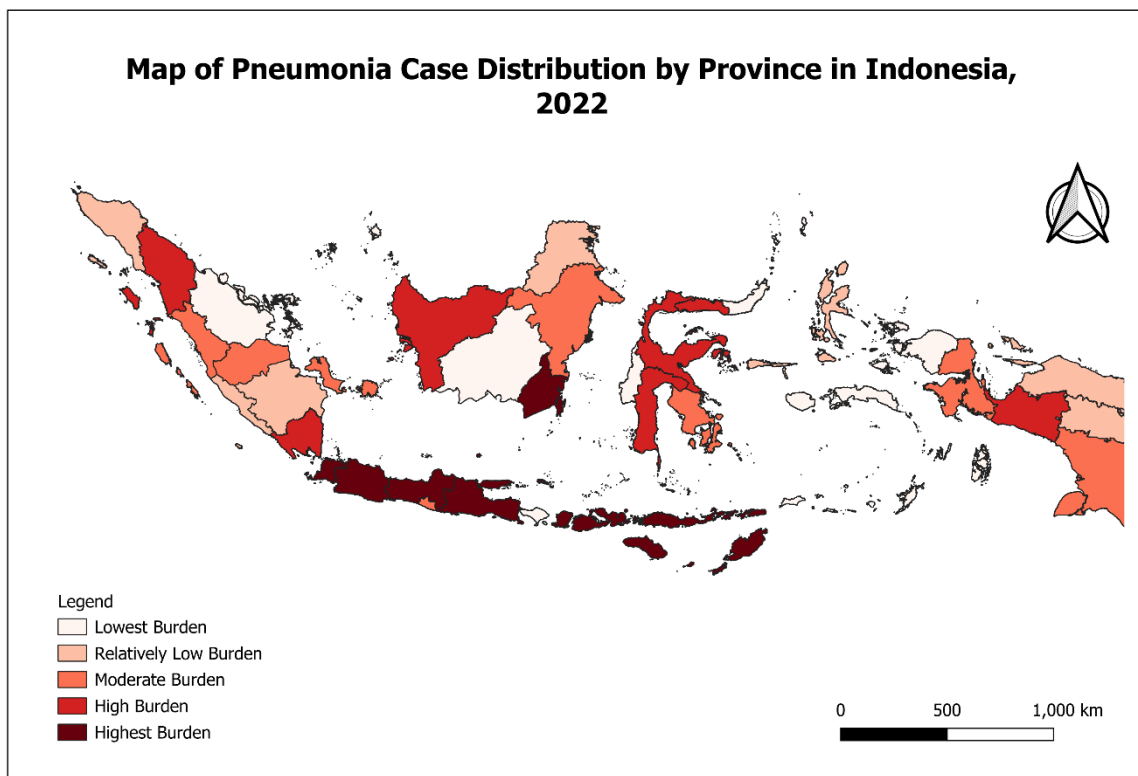 Map of Pneumonia Case Distribution by Province in Indonesia,
2022
Legend
Lowest Burden
Relatively Low Burden
Moderate Burden
High Burden
Highest Burden
0 500 1,000 km